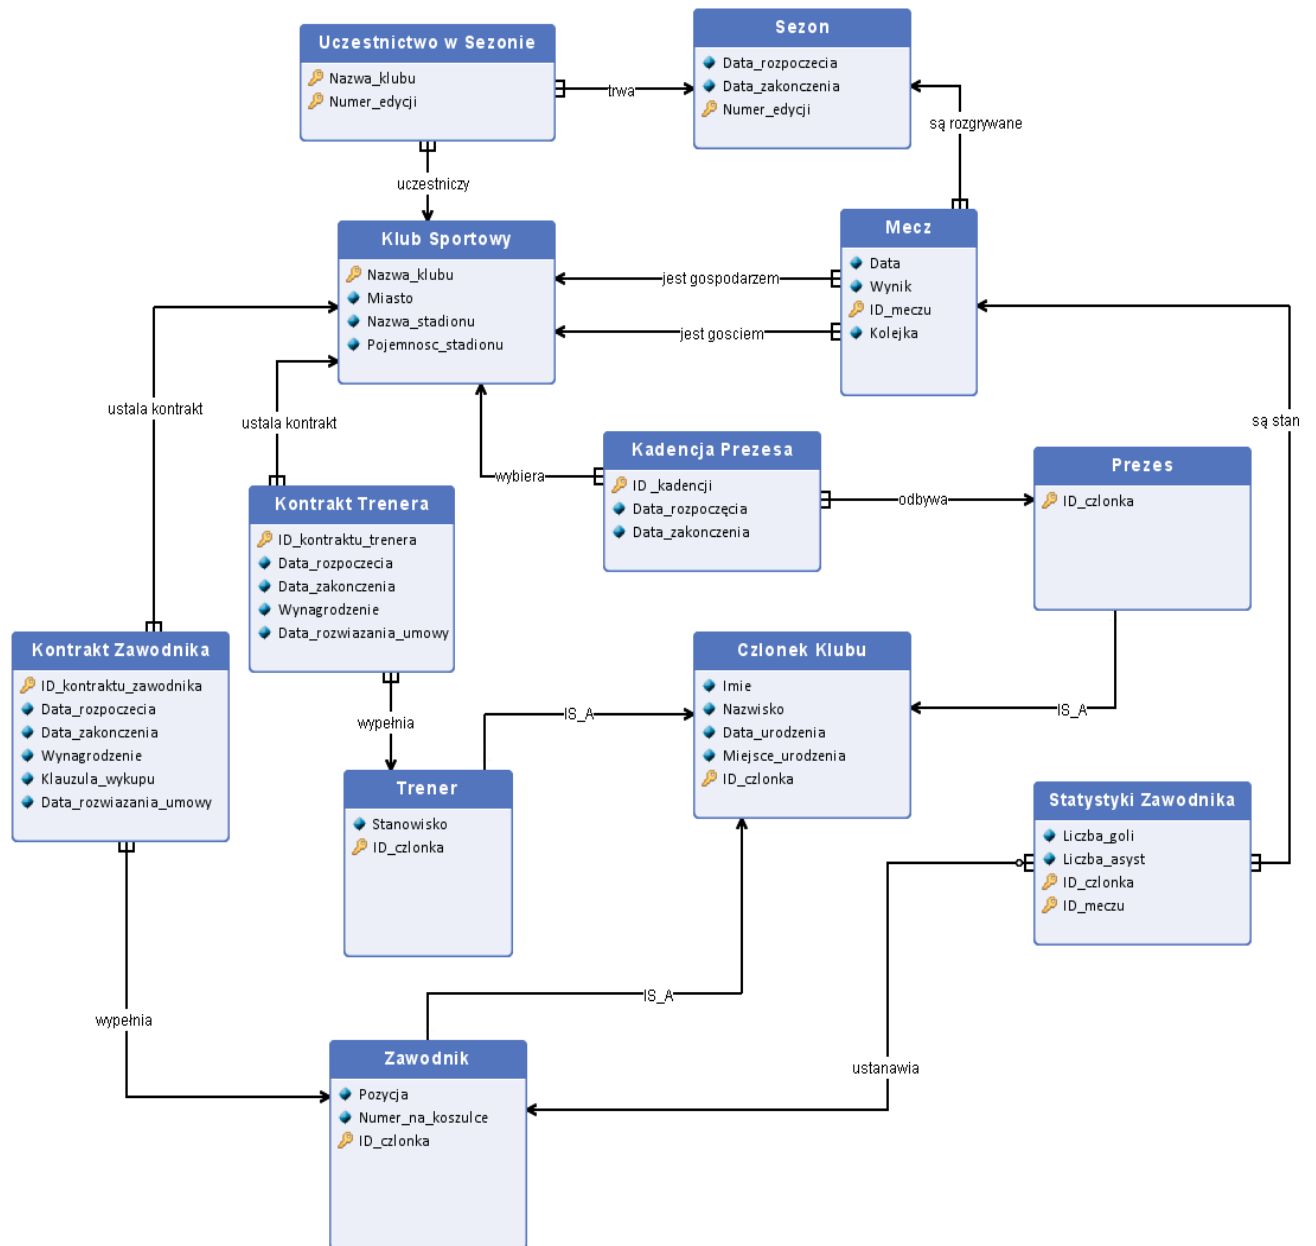 Uczestnictwo w Sezonie
Nazwa_klubu
Numer_edycji
trwa
Sezon
Data_rozpoczecia
Data_zakonczenia
Numer_edycji
są rozgrywane
uczestniczy
Klub Sportowy
Nazwa_klubu
Miasto
Nazwa_stadionu
Pojemnosc_stadionu
jest gospodarzem
jest gosciem
Mecz
Data
Wynik
ID_meczu
Kolejka
ustala kontrakt
ustala kontrakt
są stan
wybiera
Kadencja Prezesa
ID_kadencji
Data_rozpoczęcia
Data_zakonczenia
odbywa
Prezes
ID_czlonka
Kontrakt Trenera
ID_kontraktu_trenera
Data_rozpoczecia
Data_zakonczenia
Wynagrodzenie
Data_rozwiazania_umowy
Kontrakt Zawodnika
ID_kontraktu_zawodnika
Data_rozpoczecia
Data_zakonczenia
Wynagrodzenie
Klauzula_wykupu
Data_rozwiazania_umowy
wypełnia
IS_A
Członek Klubu
Imie
Nazwisko
Data_urodzenia
Miejsce_urodzenia
ID_czlonka
IS_A
Trener
Stanowisko
ID_czlonka
Statystyki Zawodnika
Liczba_goli
Liczba_asyst
ID_czlonka
ID_meczu
IS_A
wypełnia
ustanawia
Zawodnik
Pozycja
Numer_na_koszulce
ID_czlonka